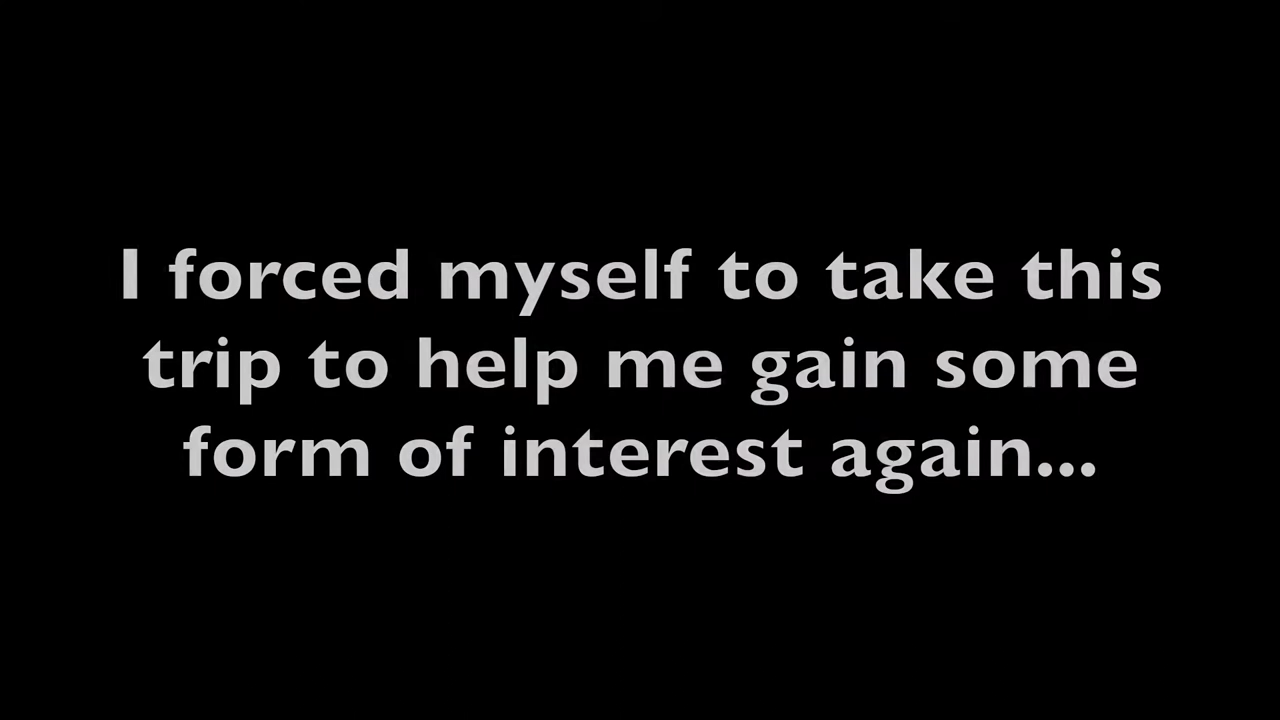 I forced myself to take this
trip to help me gain some
form of interest again...